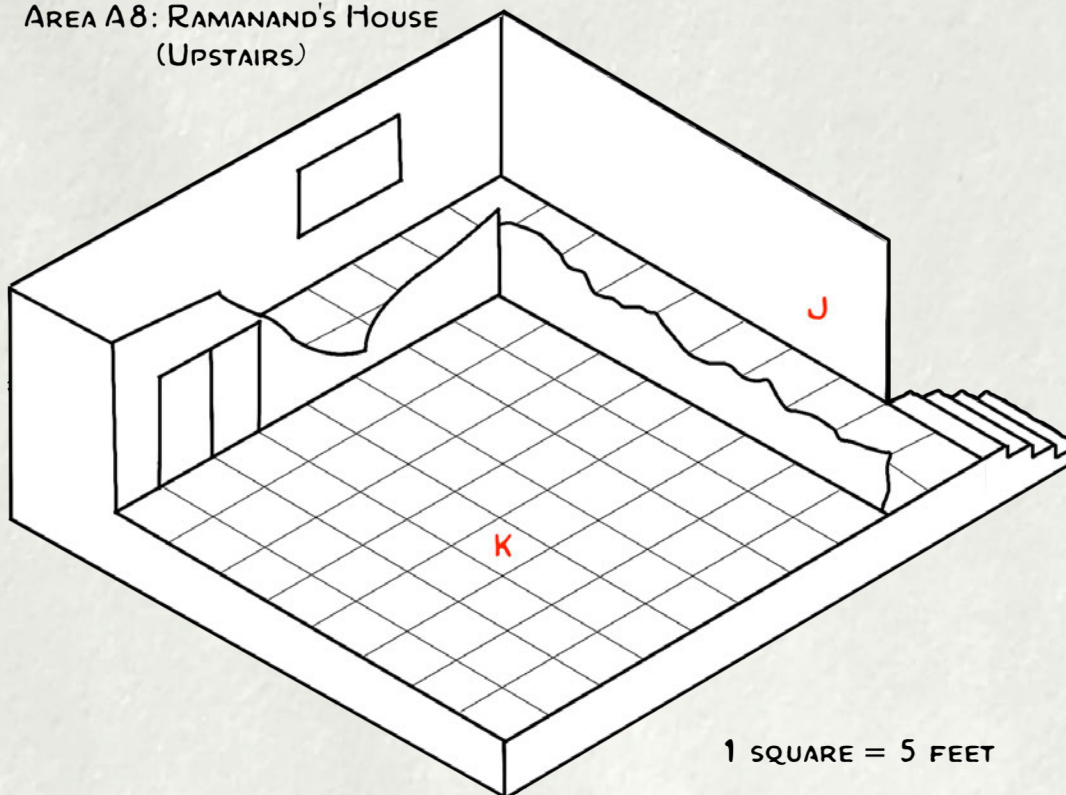 AREA A8: RAMANAND'S HOUSE
(UPSTAIRS)
J
K
1 SQUARE = 5 FEET